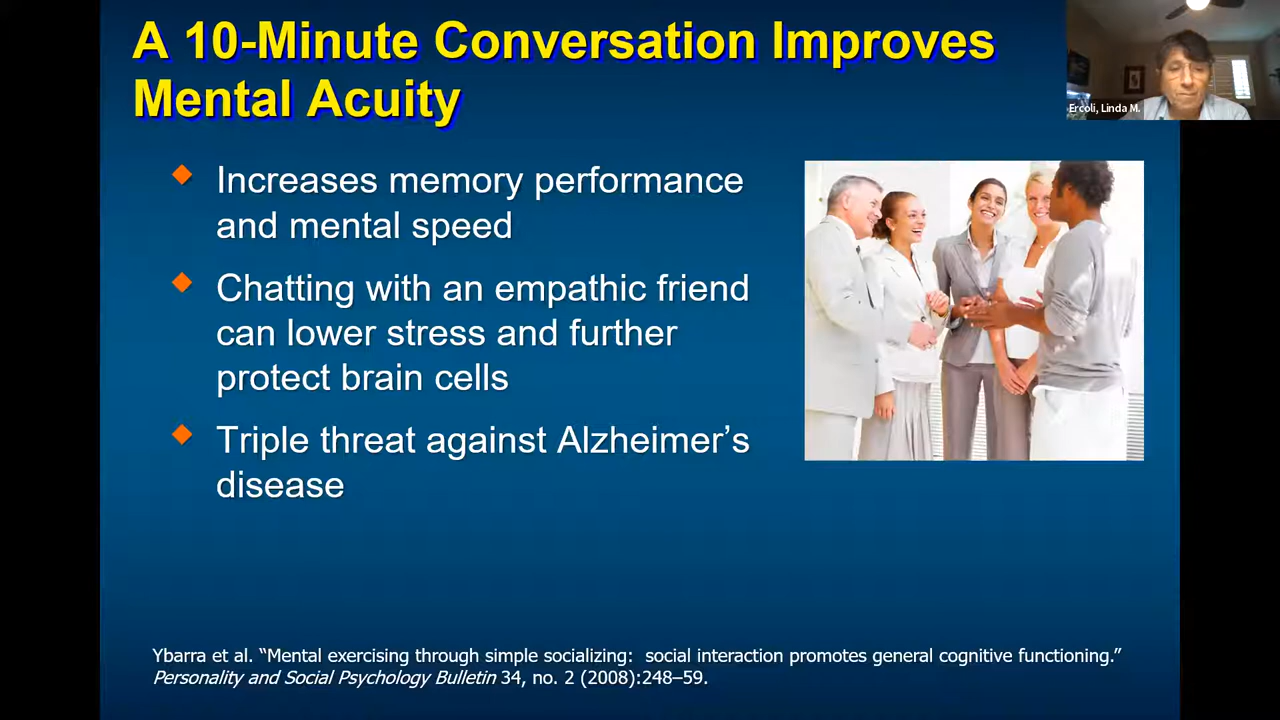 A 10-Minute Conversation Improves
Mental Acuity
Ercoli, Linda M.
Increases memory performance
and mental speed
Chatting with an empathic friend
can lower stress and further
protect brain cells
Triple threat against Alzheimer’s
disease
Ybarra et al. “Mental exercising through simple socializing:  social interaction promotes general cognitive functioning.”
Personality and Social Psychology Bulletin 34, no. 2 (2008):248–59.